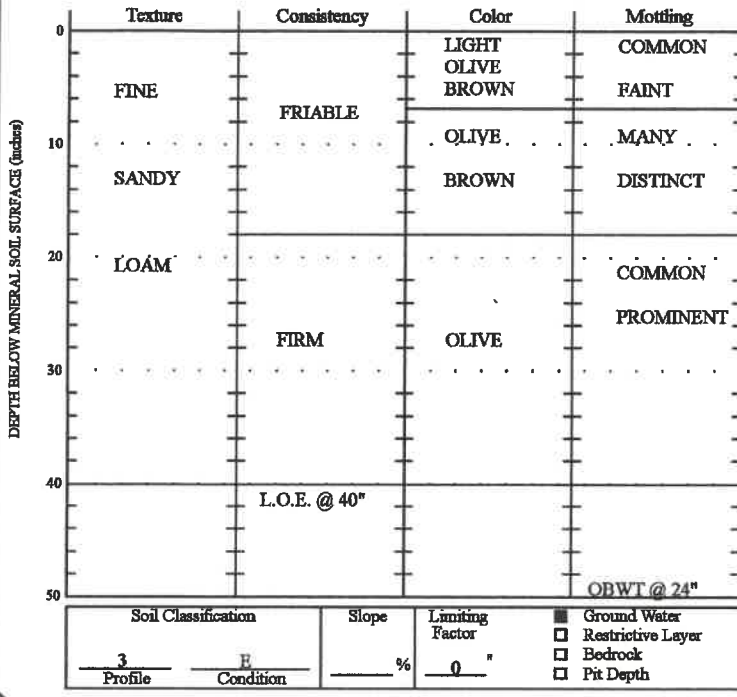 Texture Consistency Color Mottling
DEPTH BELOW MINERAL SOIL SURFACE (inches)
0
LIGHT COMMON
OLIVE
FINE BROWN FAINT
FRIABLE
10 OLIVE MANY
SANDY BROWN DISTINCT
20 LOAM COMMON
PROMINENT
FIRM OLIVE
30
40
L.O.E. @ 40"
OBWT @ 24"
50
Soil Classification Slope Limiting Factor
3 E % 0 "
Profile Condition
Ground Water
Restrictive Layer
Bedrock
Pit Depth